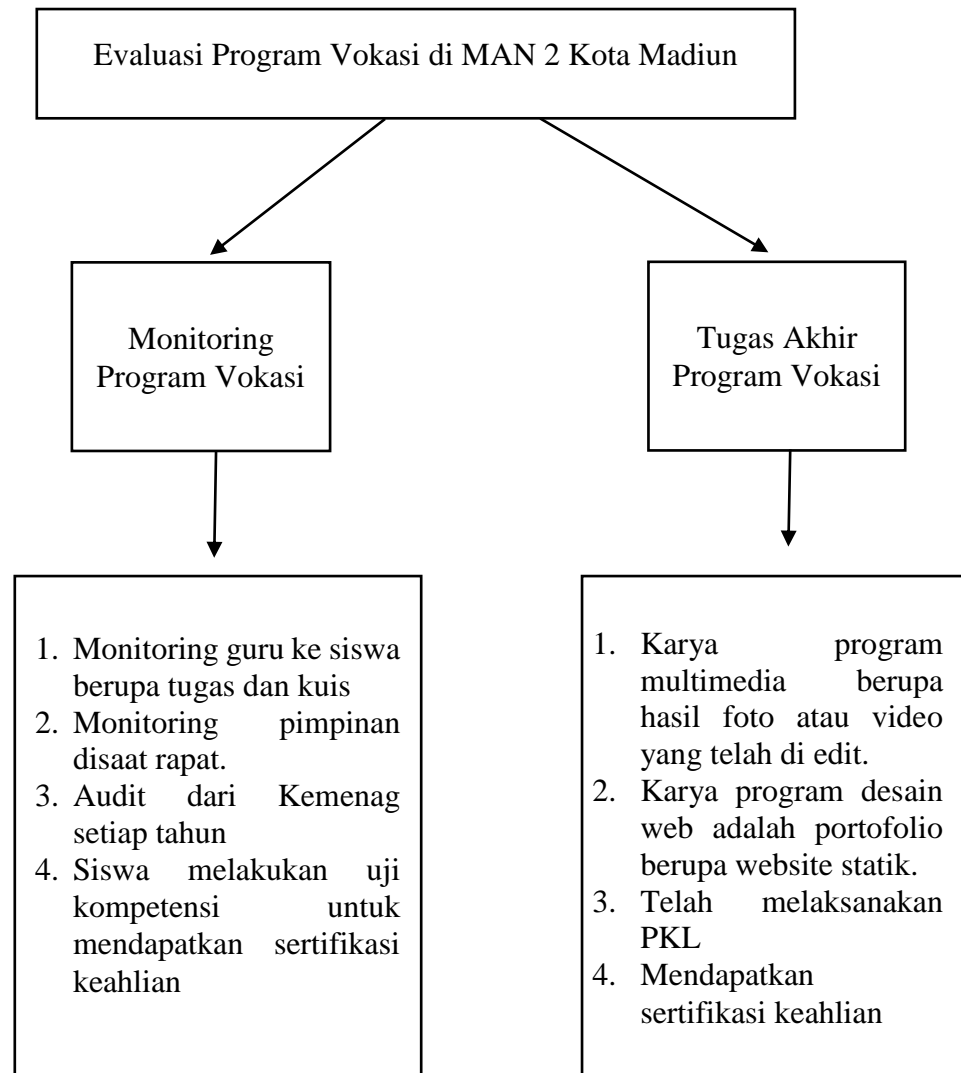 Evaluasi Program Vokasi di MAN 2 Kota Madiun
Monitoring
Program Vokasi
Tugas Akhir
Program Vokasi
1. Monitoring guru ke siswa
berupa tugas dan kuis
2. Monitoring pimpinan
disaat rapat.
3. Audit dari Kemenag
setiap tahun
4. Siswa melakukan uji
kompetensi untuk
mendapatkan sertifikasi
keahlian
1. Karya program
multimedia berupa
hasil foto atau video
yang telah di edit.
2. Karya program desain
web adalah portofolio
berupa website statik.
3. Telah melaksanakan
PKL
4. Mendapatkan
sertifikasi keahlian